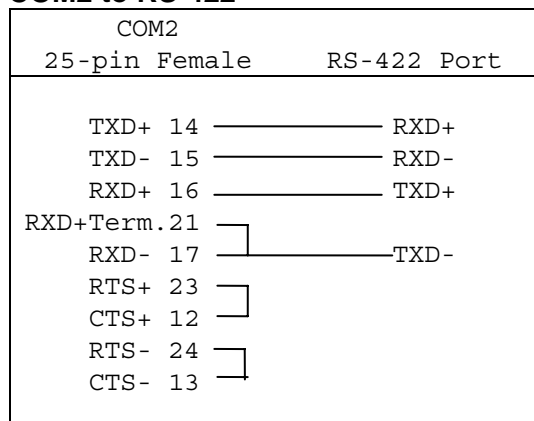 COM2 to RS-422
COM2
25-pin Female RS-422 Port
TXD+ 14 RXD+
TXD- 15 RXD-
RXD+ 16 TXD+
RXD+Term.21
RXD- 17 TXD-
RTS+ 23
CTS+ 12
RTS- 24
CTS- 13